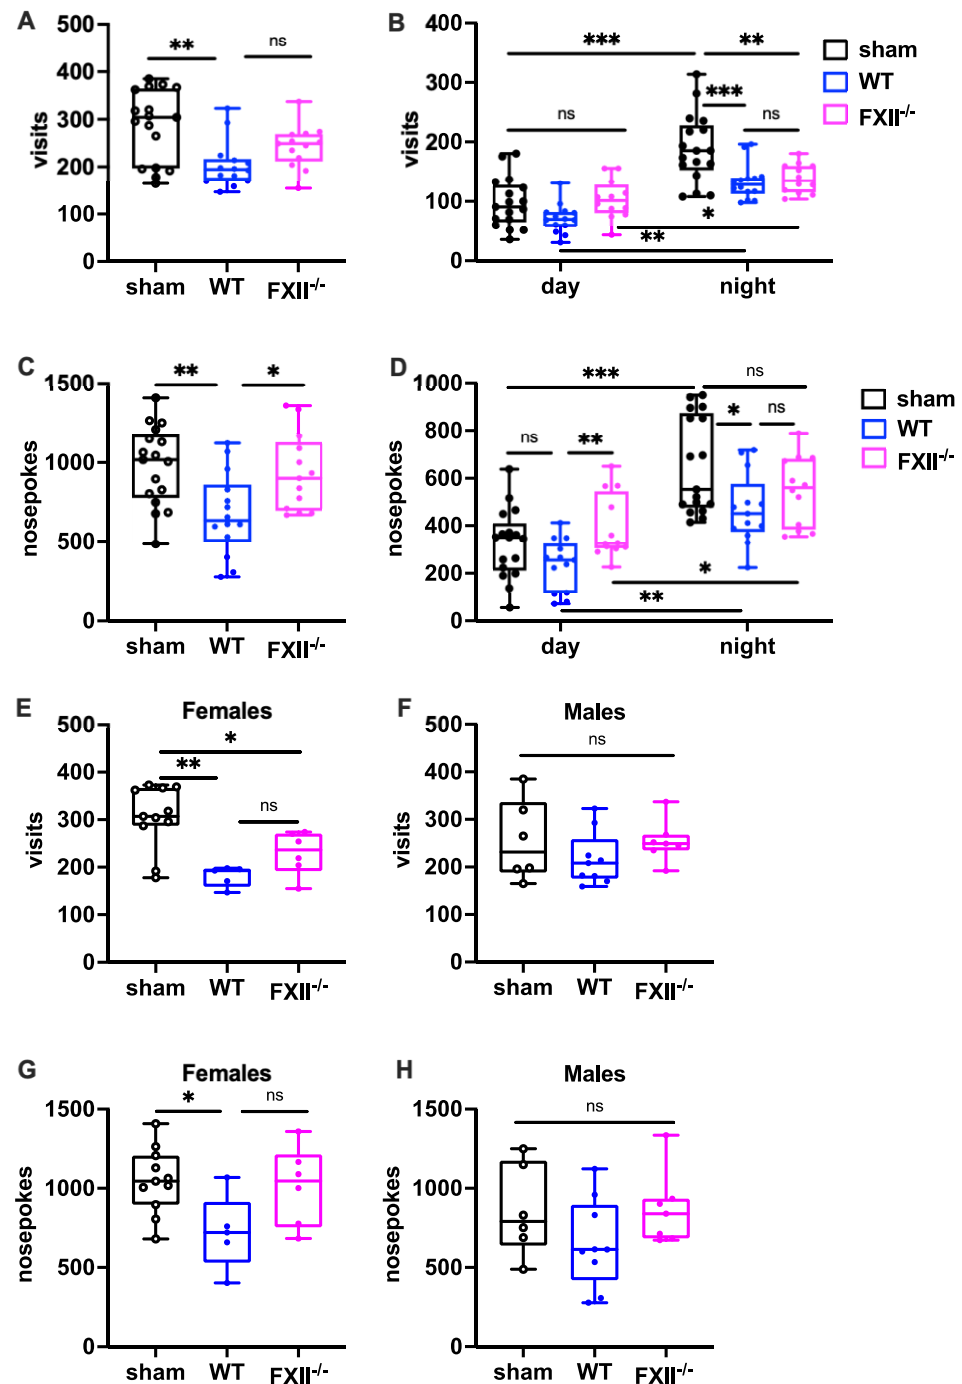 A
500
400
300
200
100
0
visits
** ns
sham WT FXII-/-
B
400
300
200
100
0
visits
*** **
***
ns ns
*
**
day night
sham
WT
FXII-/-
C
1500
1000
500
0
nosepokes
** *
sham WT FXII-/-
D
1000
800
600
400
200
0
nosepokes
*** ns
ns ** * ns
*
**
day night
sham
WT
FXII-/-
E
Females
500
400
300
200
100
0
visits
*
**
ns
sham WT FXII-/-
F
Males
500
400
300
200
100
0
visits
ns
sham WT FXII-/-
G
Females
1500
1000
500
0
nosepokes
* ns
sham WT FXII-/-
H
Males
1500
1000
500
0
nosepokes
ns
sham WT FXII-/-